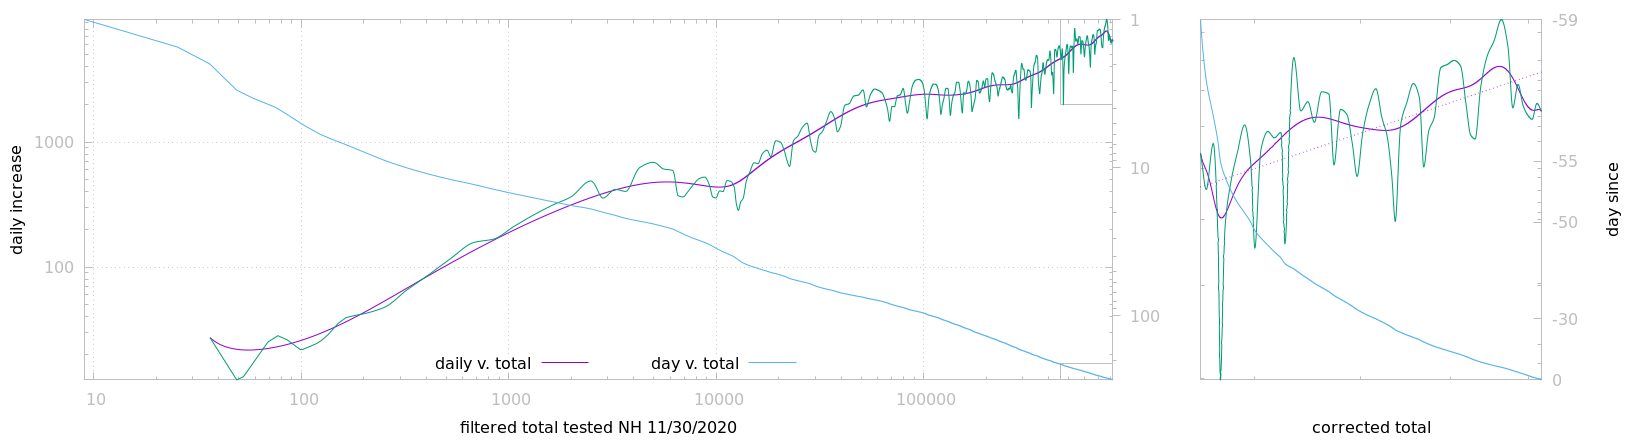 1
-59
1000
10
-55
daily increase
-50
day since
100
100
-30
daily v. total
day v. total
0
10
100
1000
10000
100000
filtered total tested NH 11/30/2020
corrected total